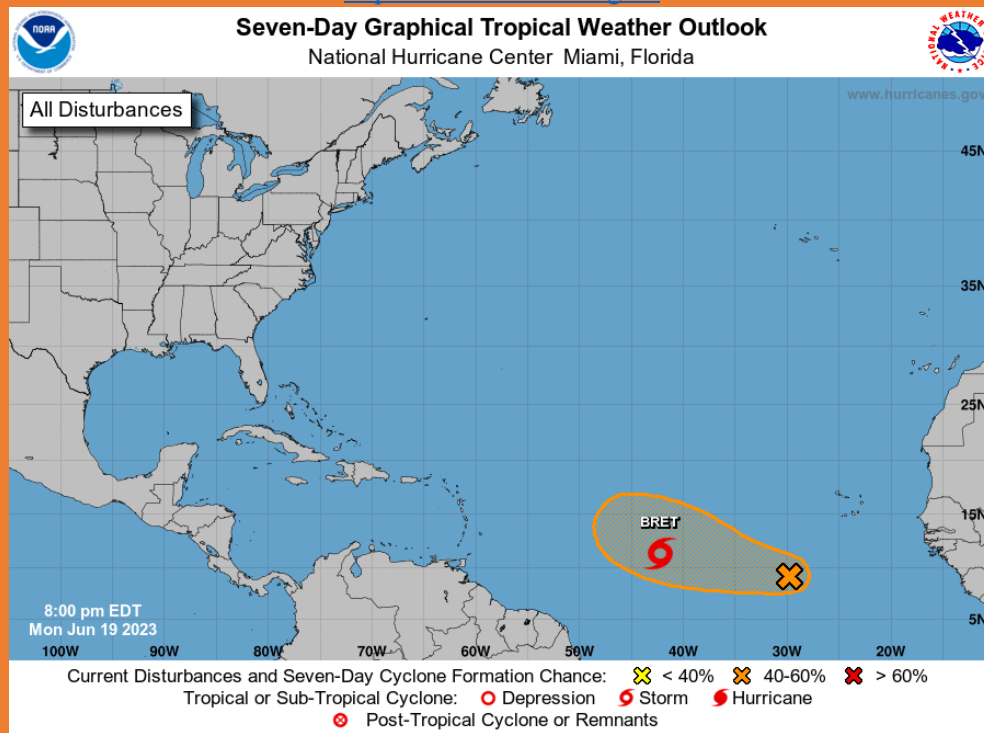 Seven-Day Graphical Tropical Weather Outlook
National Hurricane Center Miami, Florida
NOAA
NATIONAL WEATHER
All Disturbances
www.hurricanes.gov
45N
35N
25N
15N
BRET
5N
8:00 pm EDT
Mon Jun 19 2023
100W 90W 80W 70W 60W 50W 40W 30W 20W
Current Disturbances and Seven-Day Cyclone Formation Chance: < 40% 40-60% > 60%
Tropical or Sub-Tropical Cyclone: Depression Storm Hurricane
Post-Tropical Cyclone or Remnants